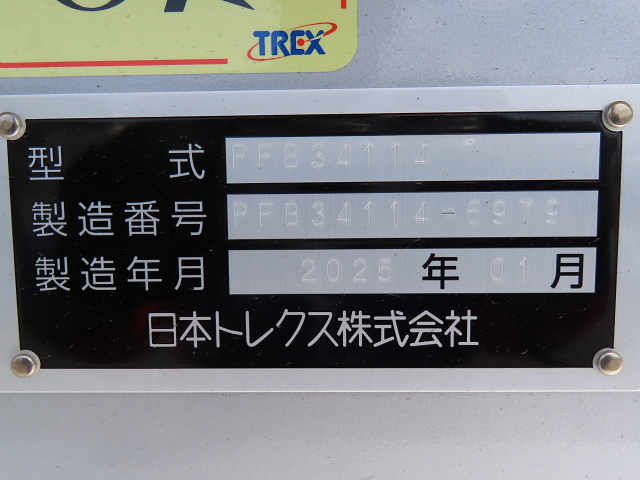 TREX
型式 PFB34114
製造番号 PFB34114-6979
製造年月 2025年01月
日本トレクス株式会社